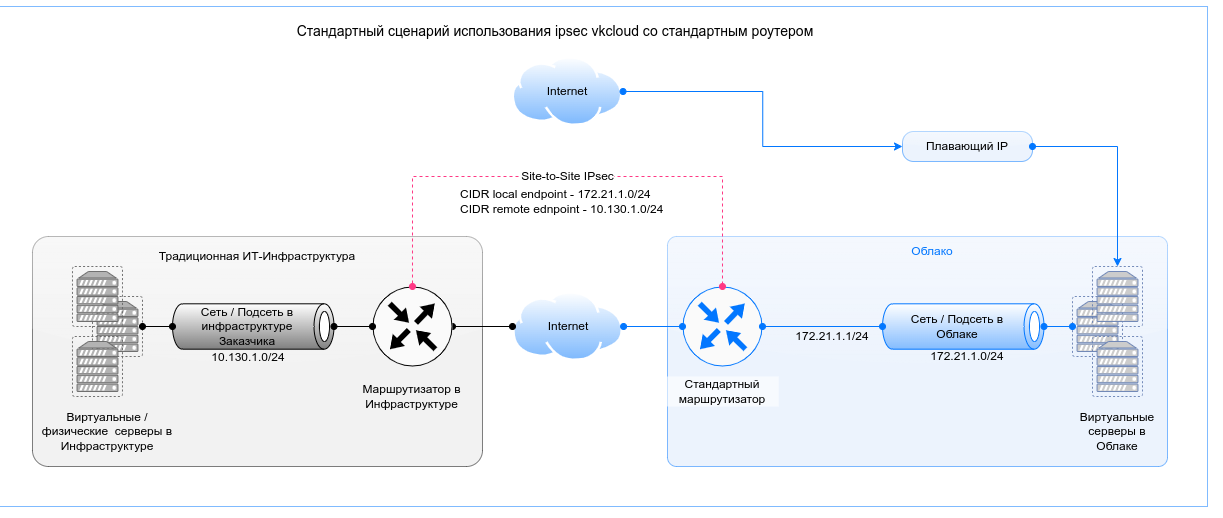 Стандартный сценарий использования ipsec vkcloud со стандартным роутером
Internet
Плавающий IP
Site-to-Site IPsec
CIDR local endpoint - 172.21.1.0/24
CIDR remote ednpoint - 10.130.1.0/24
Традиционная ИТ-Инфраструктура
Сеть / Подсеть в
инфраструктуре
Заказчика
10.130.1.0/24
Маршрутизатор в
Инфраструктуре
Виртуальные /
физические серверы в
Инфраструктуре
Internet
Облако
Стандартный
маршрутизатор
172.21.1.1/24
Сеть / Подсеть в
Облаке
172.21.1.0/24
Виртуальные
серверы в
Облаке